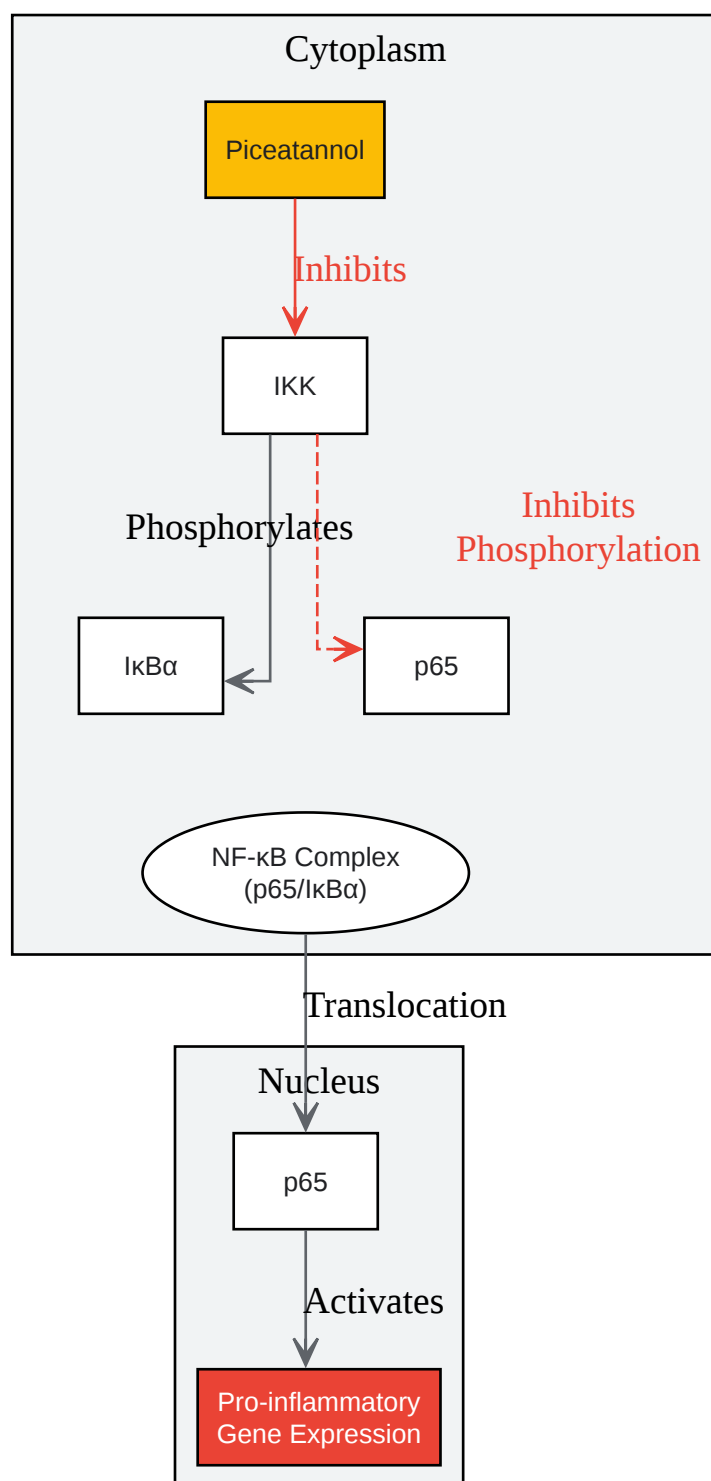 Cytoplasm
Piceatannol
Inhibits
IKK
Phosphorylates
Inhibits
Phosphorylation
IκBα
p65
NF-κB Complex
(p65/IκBα)
Translocation
Nucleus
p65
Activates
Pro-inflammatory
Gene Expression